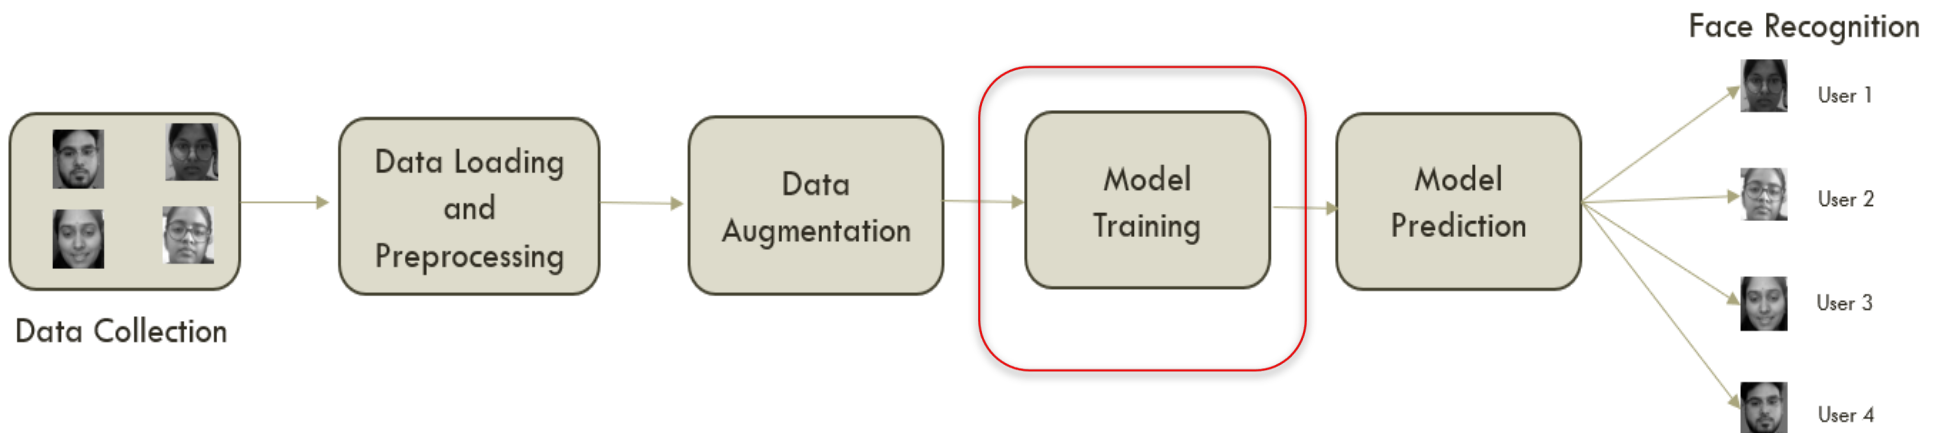 Data Collection
Data Loading
and
Preprocessing
Data
Augmentation
Model
Training
Model
Prediction
Face Recognition
User 1
User 2
User 3
User 4